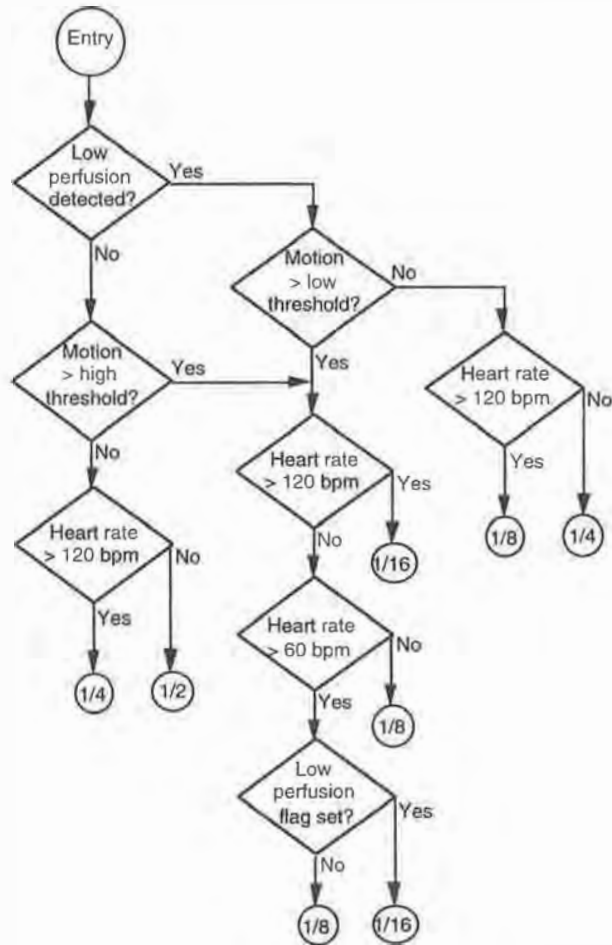 Entry
Low
perfusion
detected?
Yes
No
Motion
> low
threshold?
No
Yes
Motion
> high
threshold?
Yes
No
Heart rate
> 120 bpm
No
Yes
1/8
1/4
Heart rate
> 120 bpm
Yes
No
1/16
Heart rate
> 120 bpm
No
Yes
1/4
1/2
Heart rate
> 60 bpm
No
Yes
1/8
Low
perfusion
flag set?
Yes
No
1/8
1/16